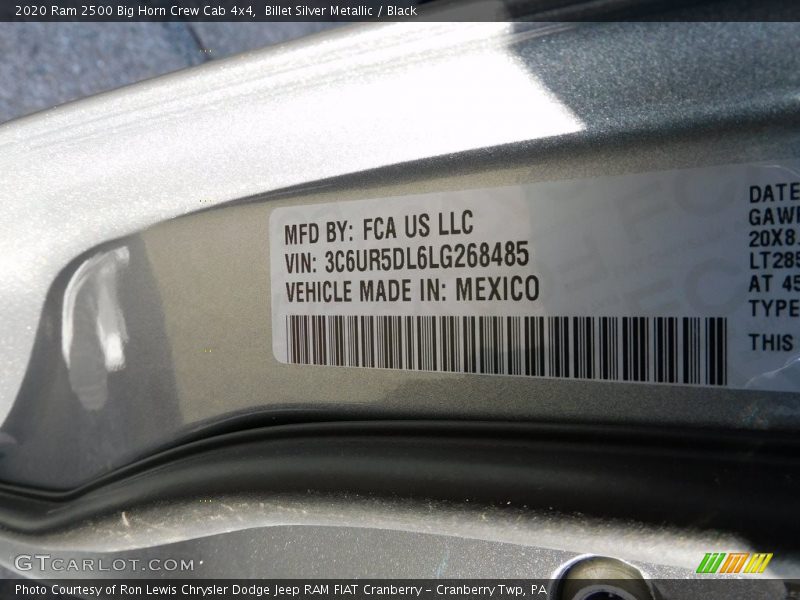 2020 Ram 2500 Big Horn Crew Cab 4x4,  Billet Silver Metallic / Black
MFD BY: FCA US LLC
VIN: 3C6UR5DL6LG268485
VEHICLE MADE IN: MEXICO
DATE
GAWR
20X8.
LT285
AT 45
TYPE
THIS
GTCARLOT.COM
Photo Courtesy of Ron Lewis Chrysler Dodge Jeep RAM FIAT Cranberry – Cranberry Twp, PA